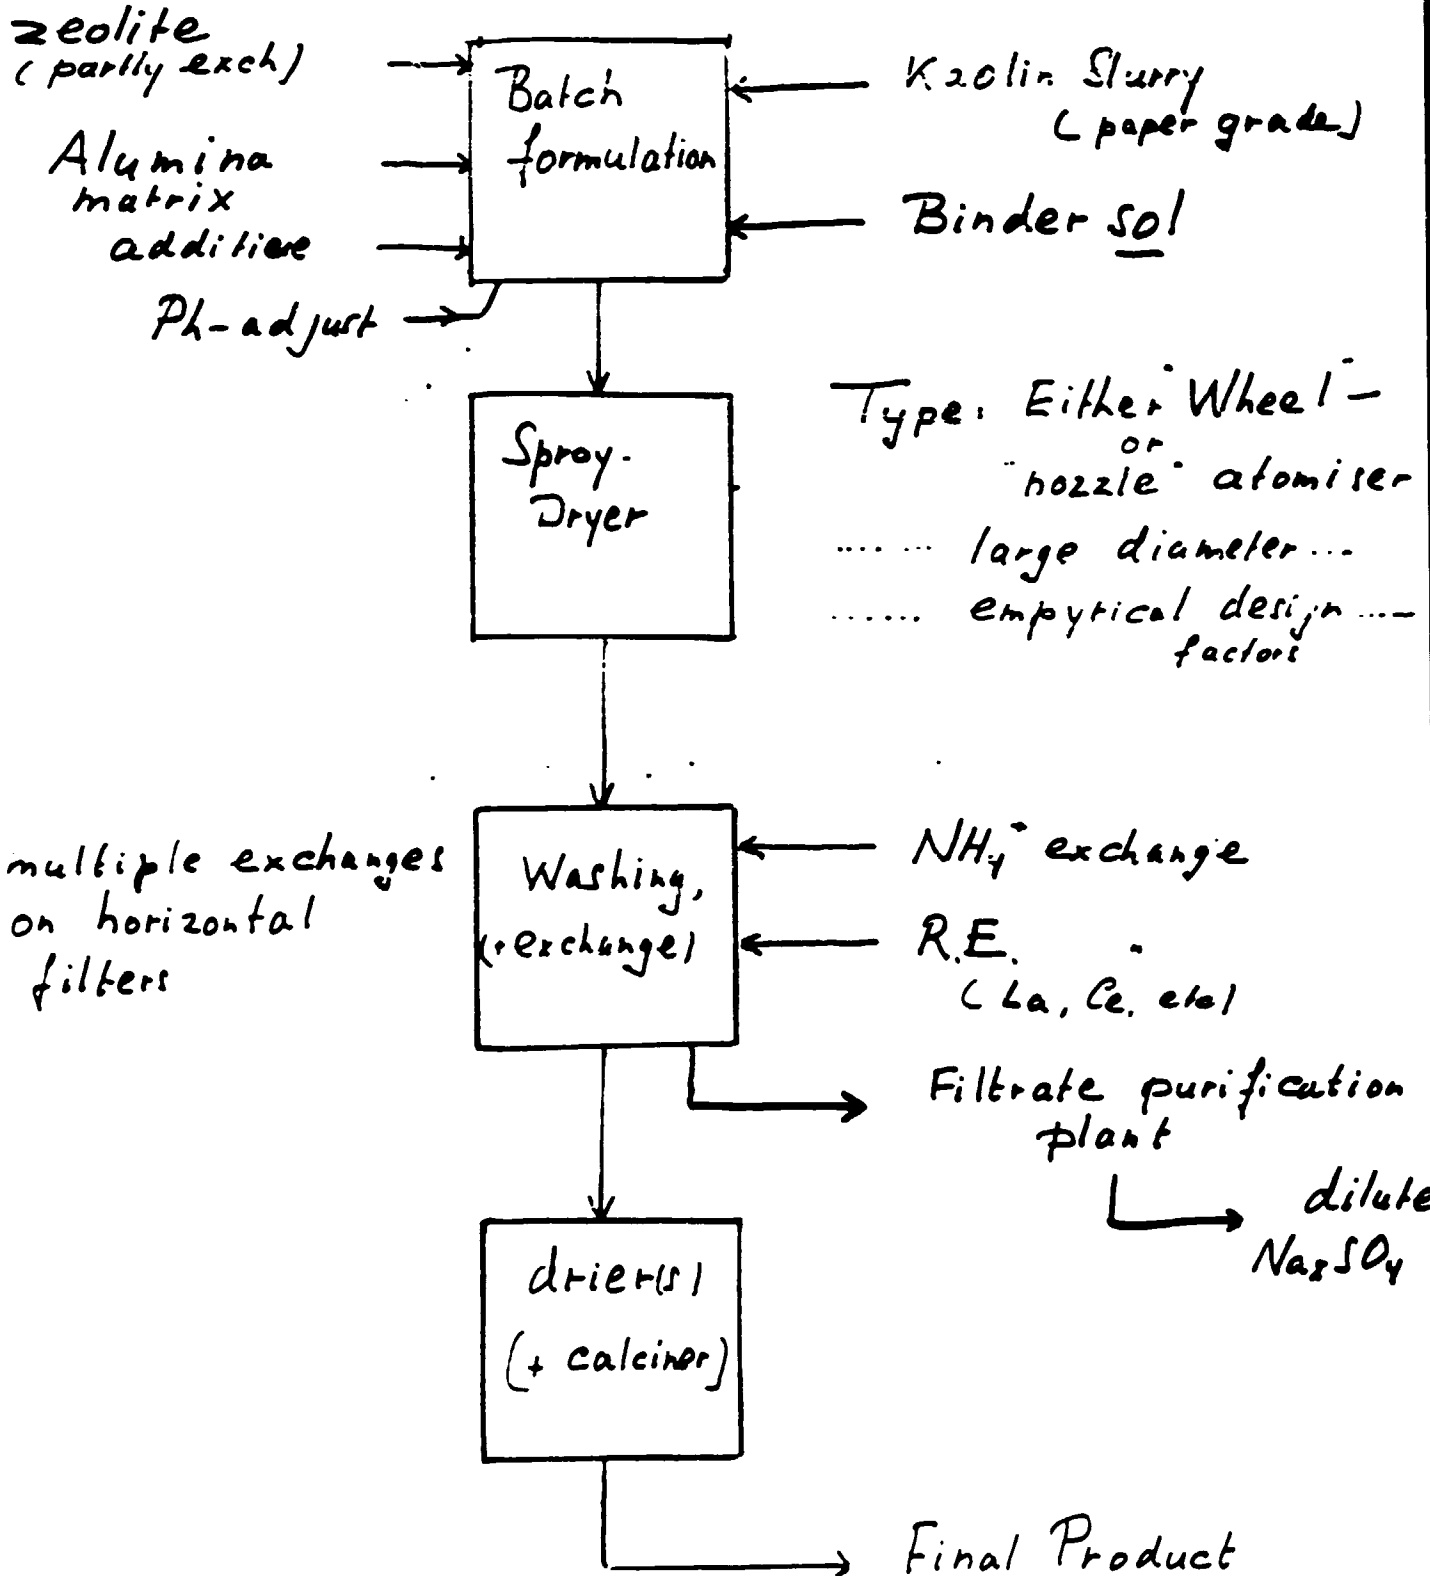 zeolite
(partly exch)
Alumina
matrix
additive
Ph-adjust
Batch
formulation
Kaolin Slurry
(paper grade)
Binder sol
Spray-
Dryer
Type: Either "Wheel"-
or
"nozzle" atomiser
..... ... large diameter ...
....... empyrical design .....
factors
multiple exchanges
on horizontal
filters
Washing,
(+exchange)
NH4+ exchange
R.E. "
(La, Ce, etc)
Filtrate purification
plant
dilute
Na2SO4
drier(s)
(+ calciner)
Final Product